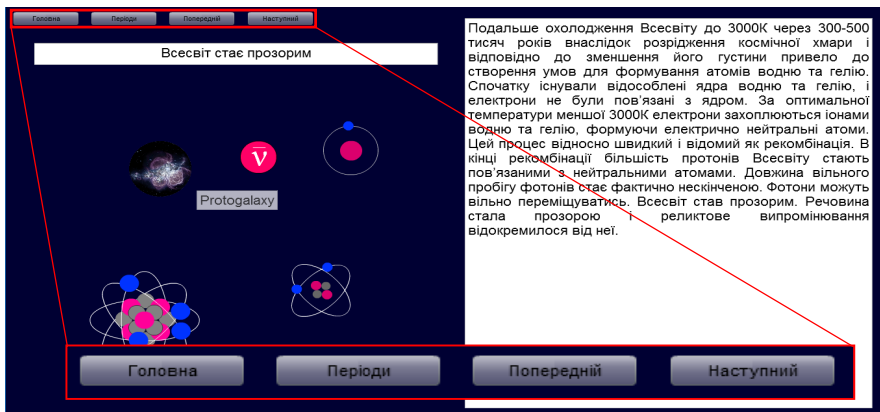 Головна Періоди Попередній Наступний
Всесвіт стає прозорим
ν̅
Protogalaxy
Подальше охолодження Всесвіту до 3000К через 300-500
тисяч років внаслідок розрідження космічної хмари і
відповідно до зменшення його густини привело до
створення умов для формування атомів водню та гелію.
Спочатку існували відособлені ядра водню та гелію, і
електрони не були пов’язані з ядром. За оптимальної
температури меншої 3000К електрони захоплюються іонами
водню та гелію, формуючи електрично нейтральні атоми.
Цей процес відносно швидкий і відомий як рекомбінація. В
кінці рекомбінації більшість протонів Всесвіту стають
пов’язаними з нейтральними атомами. Довжина вільного
пробігу фотонів стає фактично нескінченою. Фотони можуть
вільно переміщуватись. Всесвіт став прозорим. Речовина
стала прозорою і реликтове випромінювання
відокремилося від неї.
Головна Періоди Попередній Наступний